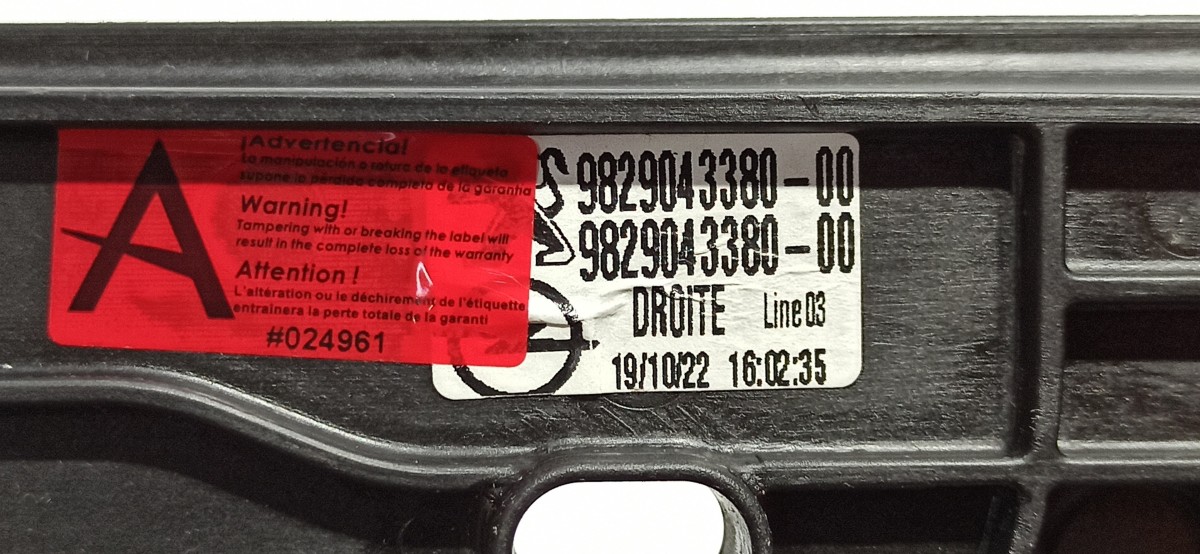 A
¡Advertencia!
La manipulación o rotura de la etiqueta
supone la pérdida completa de la garantía
Warning!
Tampering with or breaking the label will
result in the complete loss of the warranty
Attention !
L'altération ou le déchirement de l'étiquette
entraînera la perte totale de la garanti
#024961
9829043380-00
9829043380-00
DROITE Line 03
19/10/22 16:02:35